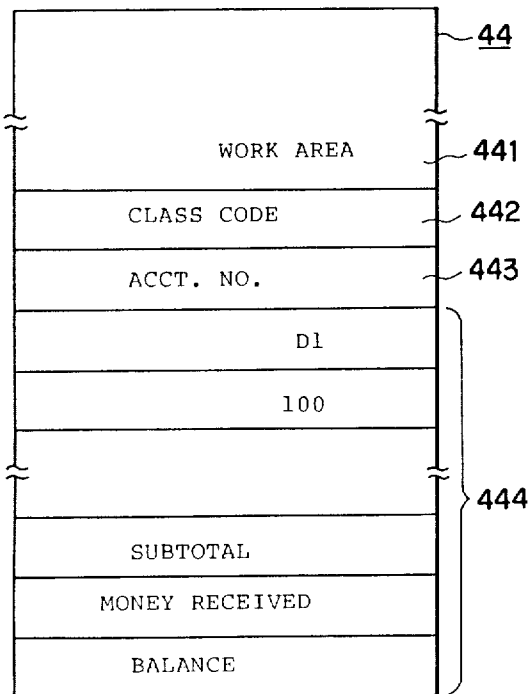 44
WORK AREA 441
CLASS CODE 442
ACCT. NO. 443
D1
100
444
SUBTOTAL
MONEY RECEIVED
BALANCE